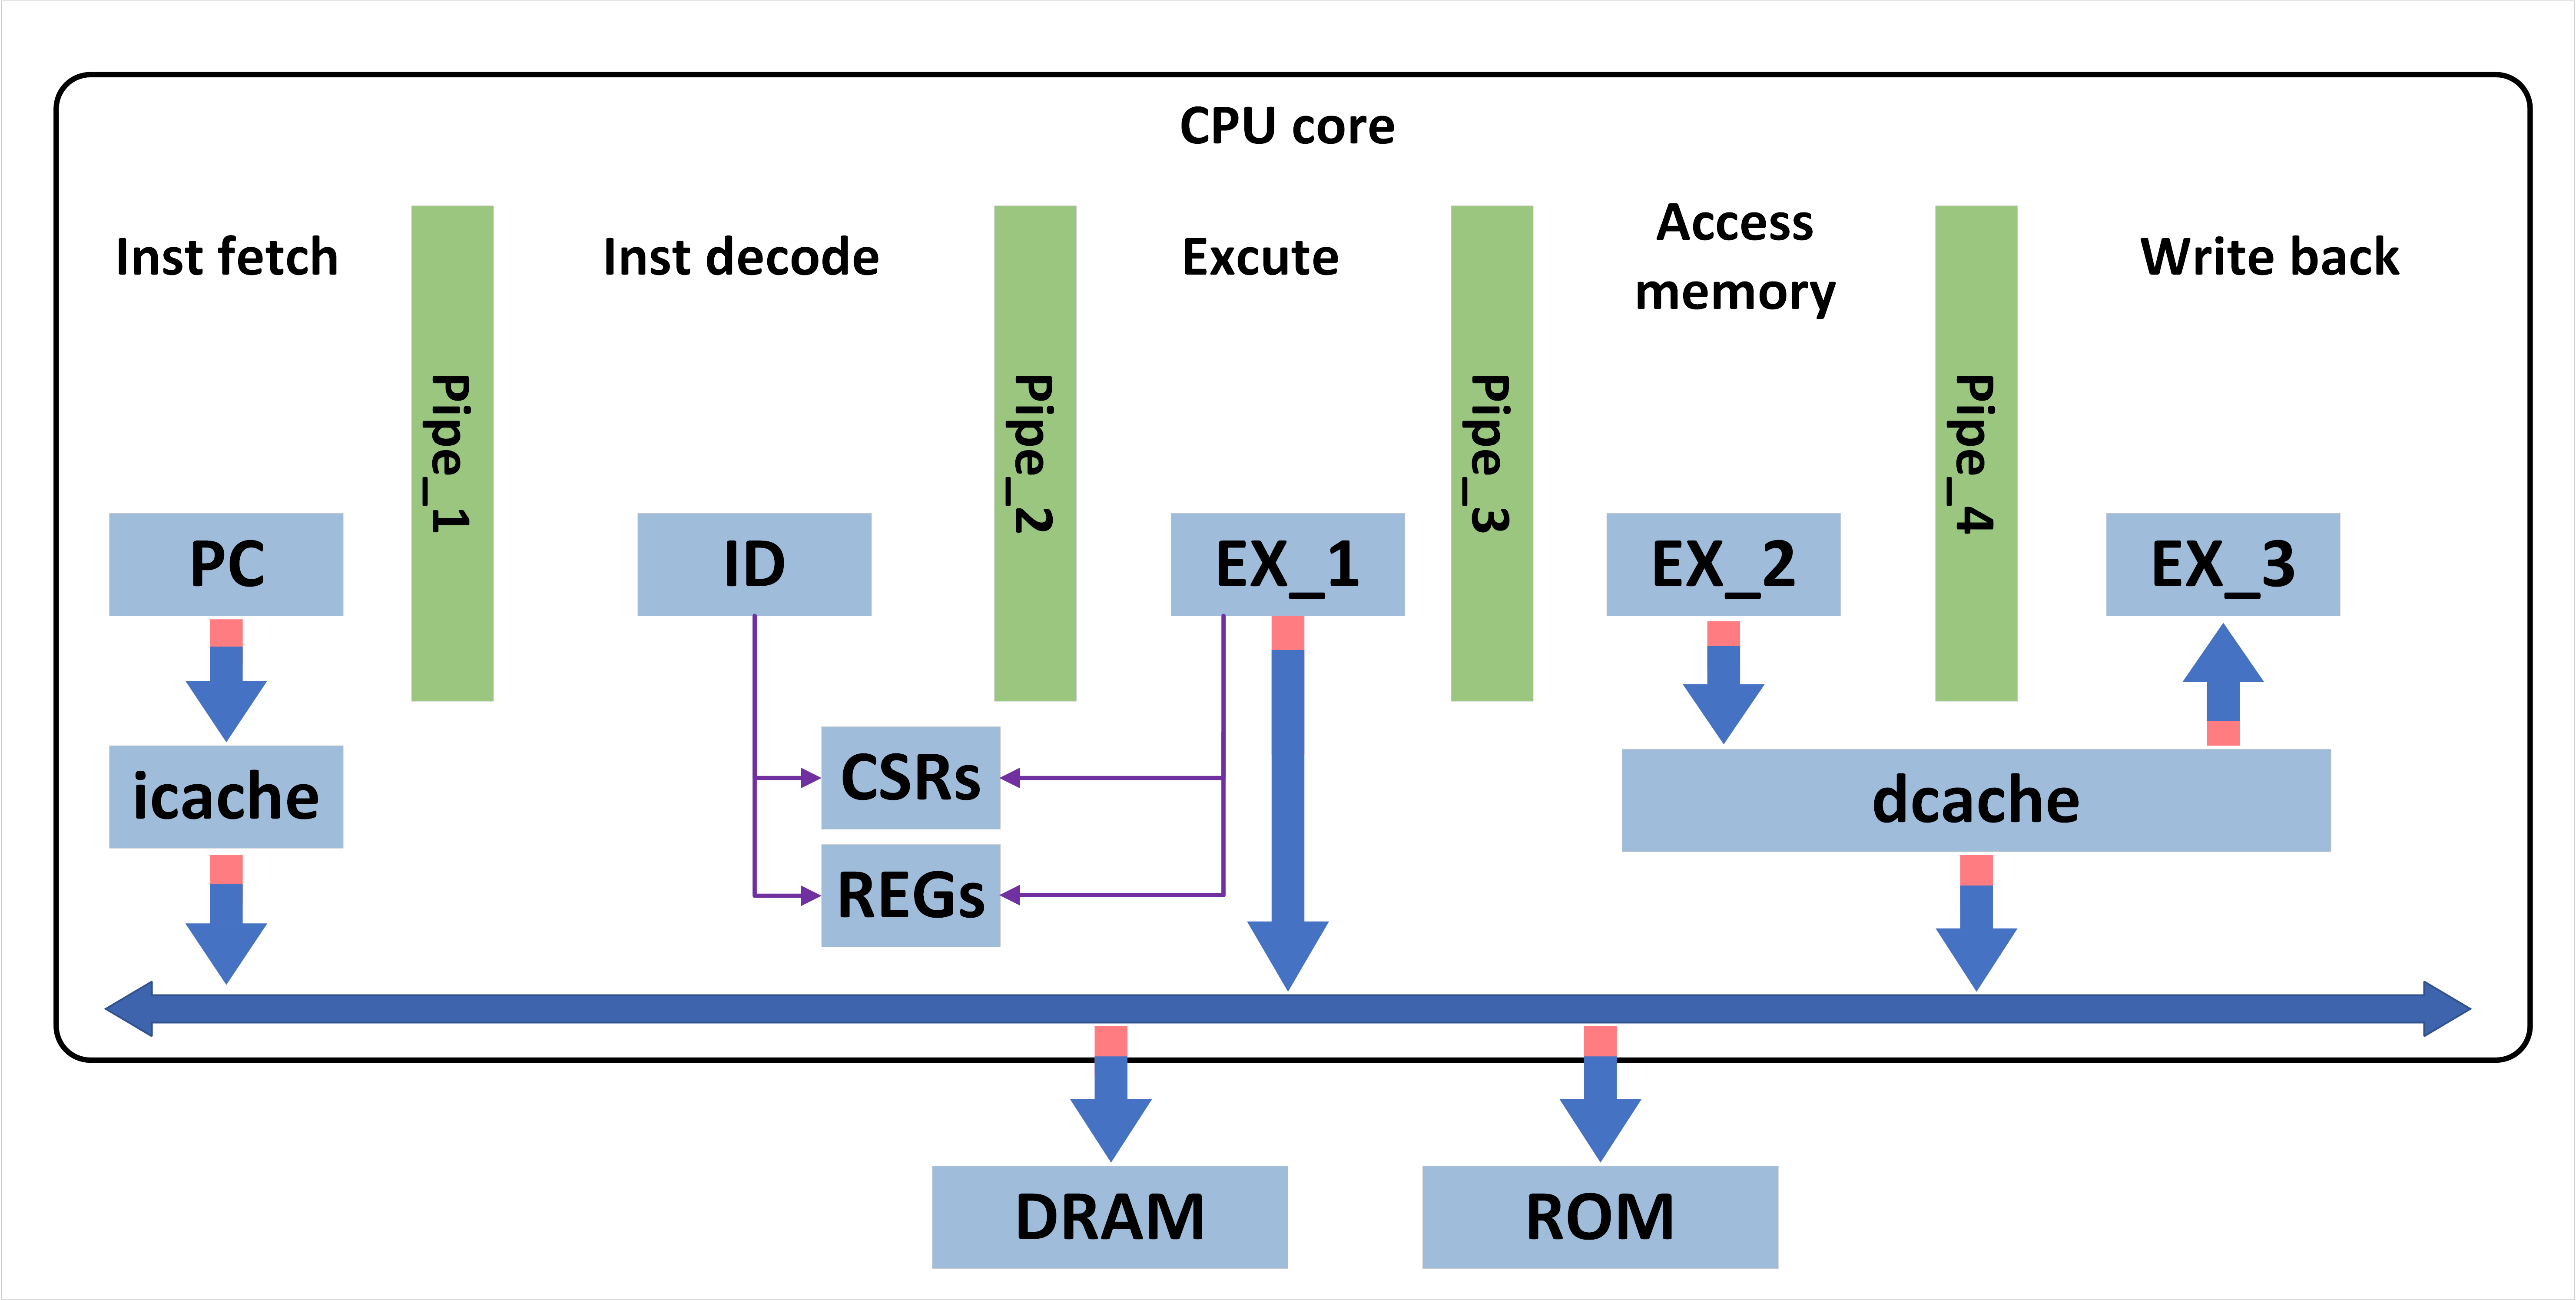 CPU core
Inst fetch
Pipe_1
Inst decode
Pipe_2
Excute
Pipe_3
Access
memory
Pipe_4
Write back
PC
ID
EX_1
EX_2
EX_3
icache
CSRs
REGs
dcache
DRAM
ROM